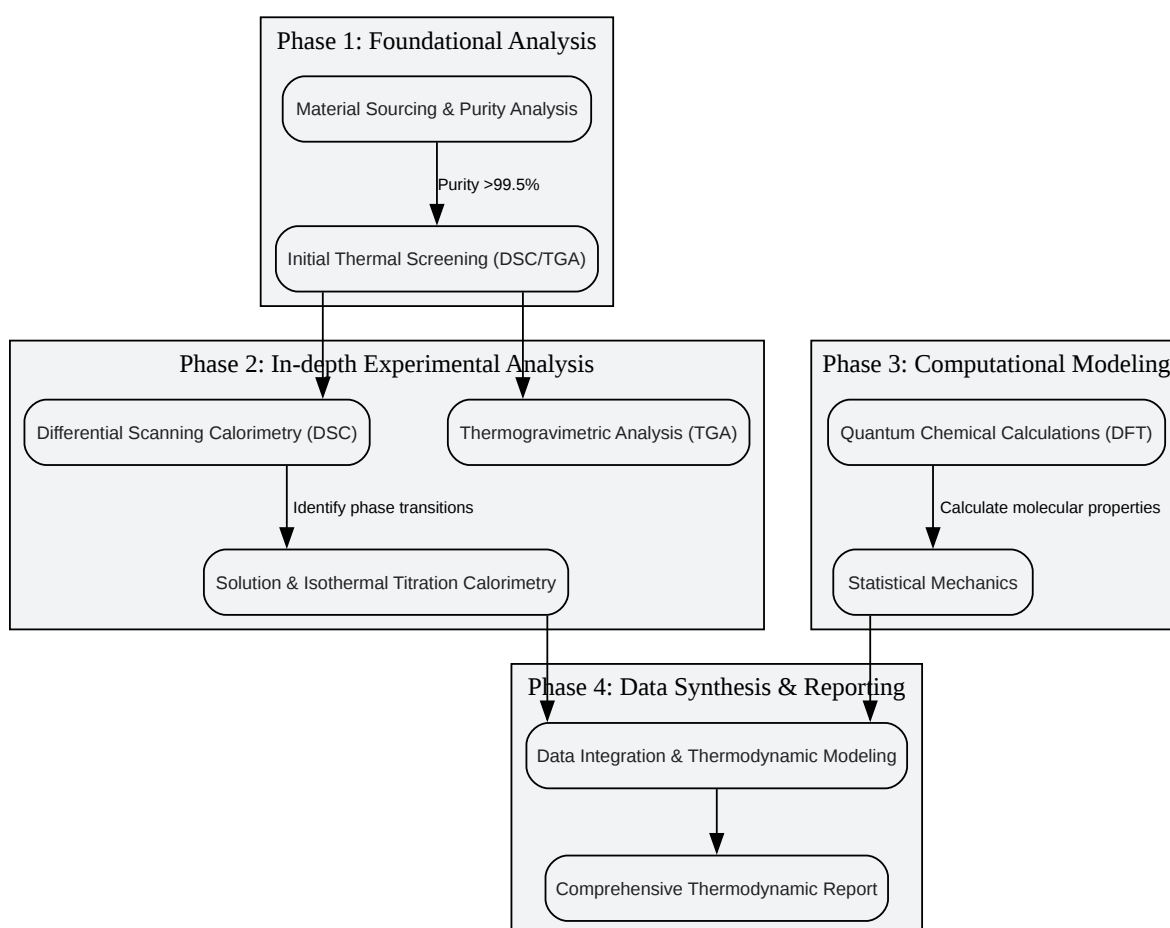 Phase 1: Foundational Analysis
Material Sourcing & Purity Analysis
Purity >99.5%
Initial Thermal Screening (DSC/TGA)
Phase 2: In-depth Experimental Analysis
Differential Scanning Calorimetry (DSC)
Thermogravimetric Analysis (TGA)
Identify phase transitions
Solution & Isothermal Titration Calorimetry
Phase 3: Computational Modeling
Quantum Chemical Calculations (DFT)
Calculate molecular properties
Statistical Mechanics
Phase 4: Data Synthesis & Reporting
Data Integration & Thermodynamic Modeling
Comprehensive Thermodynamic Report